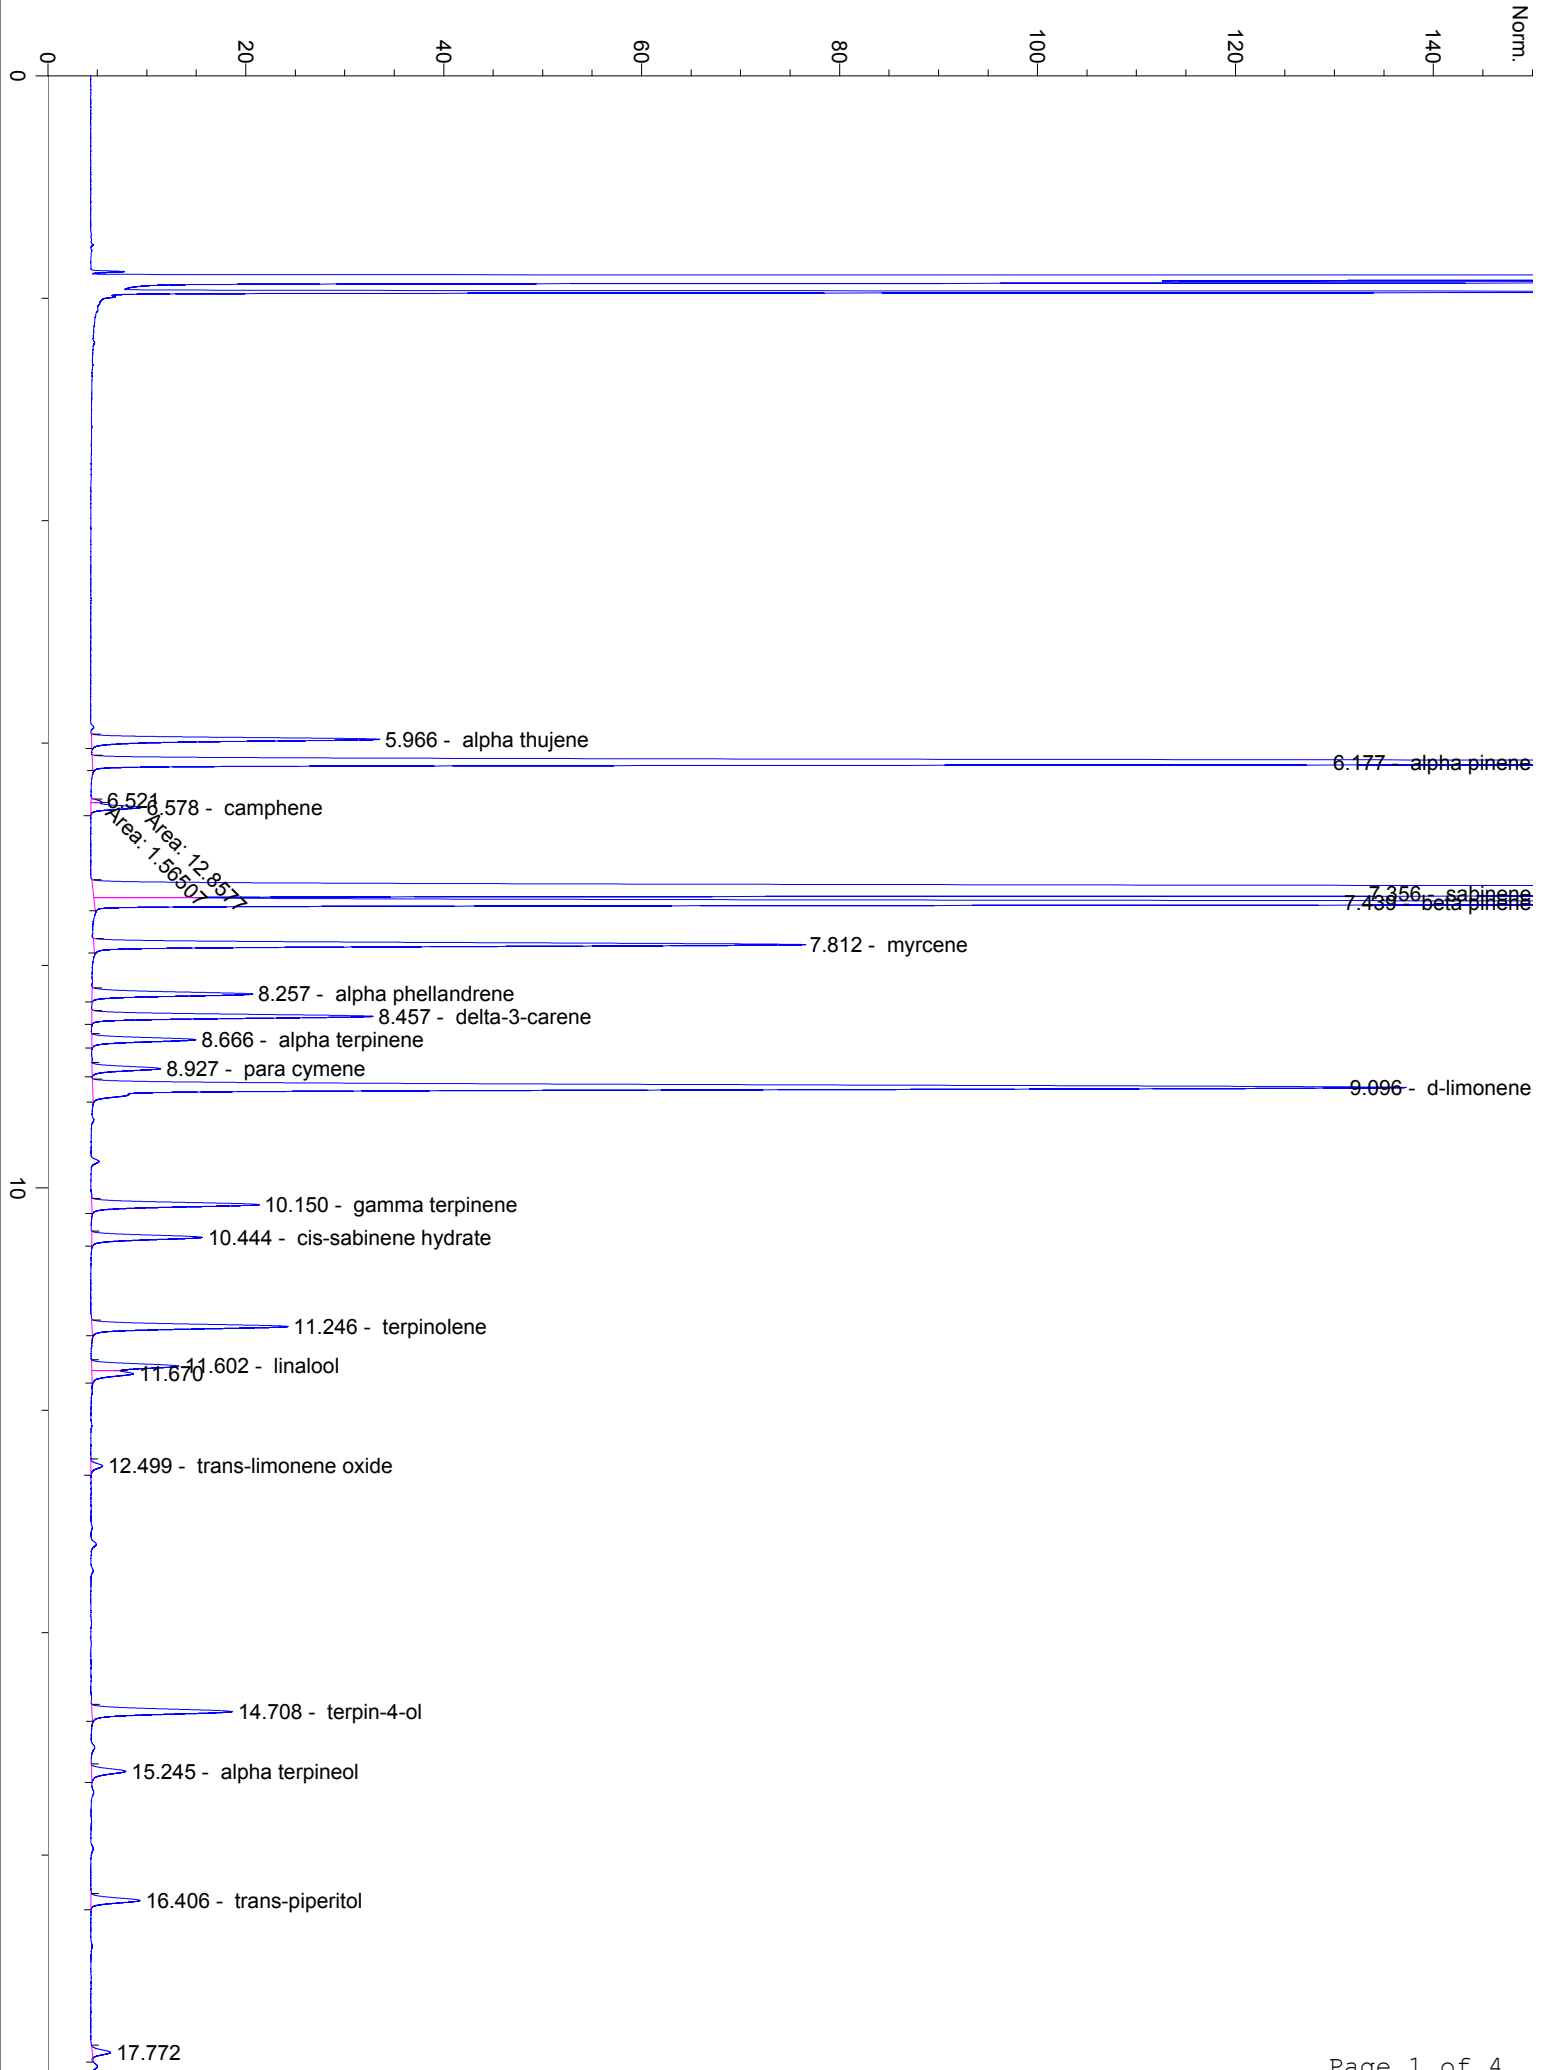 Norm.
0
20
40
60
80
100
120
140
0
5.966 - alpha thujene
6.177 - alpha pinene
6.521
Area: 1.56507
6.578 - camphene
Area: 12.8577
7.356 - sabinene
7.439 - beta pinene
7.812 - myrcene
8.257 - alpha phellandrene
8.457 - delta-3-carene
8.666 - alpha terpinene
8.927 - para cymene
9.096 - d-limonene
10
10.150 - gamma terpinene
10.444 - cis-sabinene hydrate
11.246 - terpinolene
11.602 - linalool
11.670
12.499 - trans-limonene oxide
14.708 - terpin-4-ol
15.245 - alpha terpineol
16.406 - trans-piperitol
17.772
Page 1 of 4